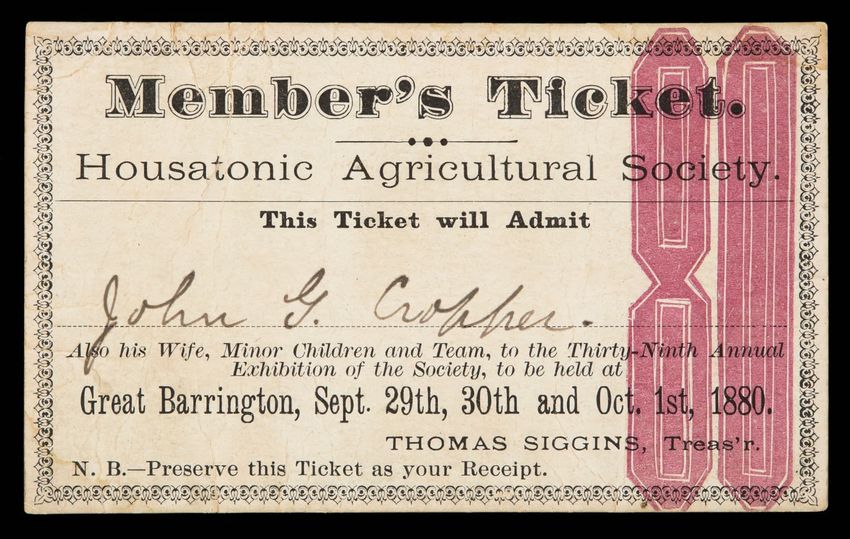 Member's Ticket.
Housatonic Agricultural Society.
This Ticket will Admit
John G. Cropper.
Also his Wife, Minor Children and Team, to the Thirty-Ninth Annual
Exhibition of the Society, to be held at
Great Barrington, Sept. 29th, 30th and Oct. 1st, 1880.
THOMAS SIGGINS, Treas'r.
N. B.—Preserve this Ticket as your Receipt.